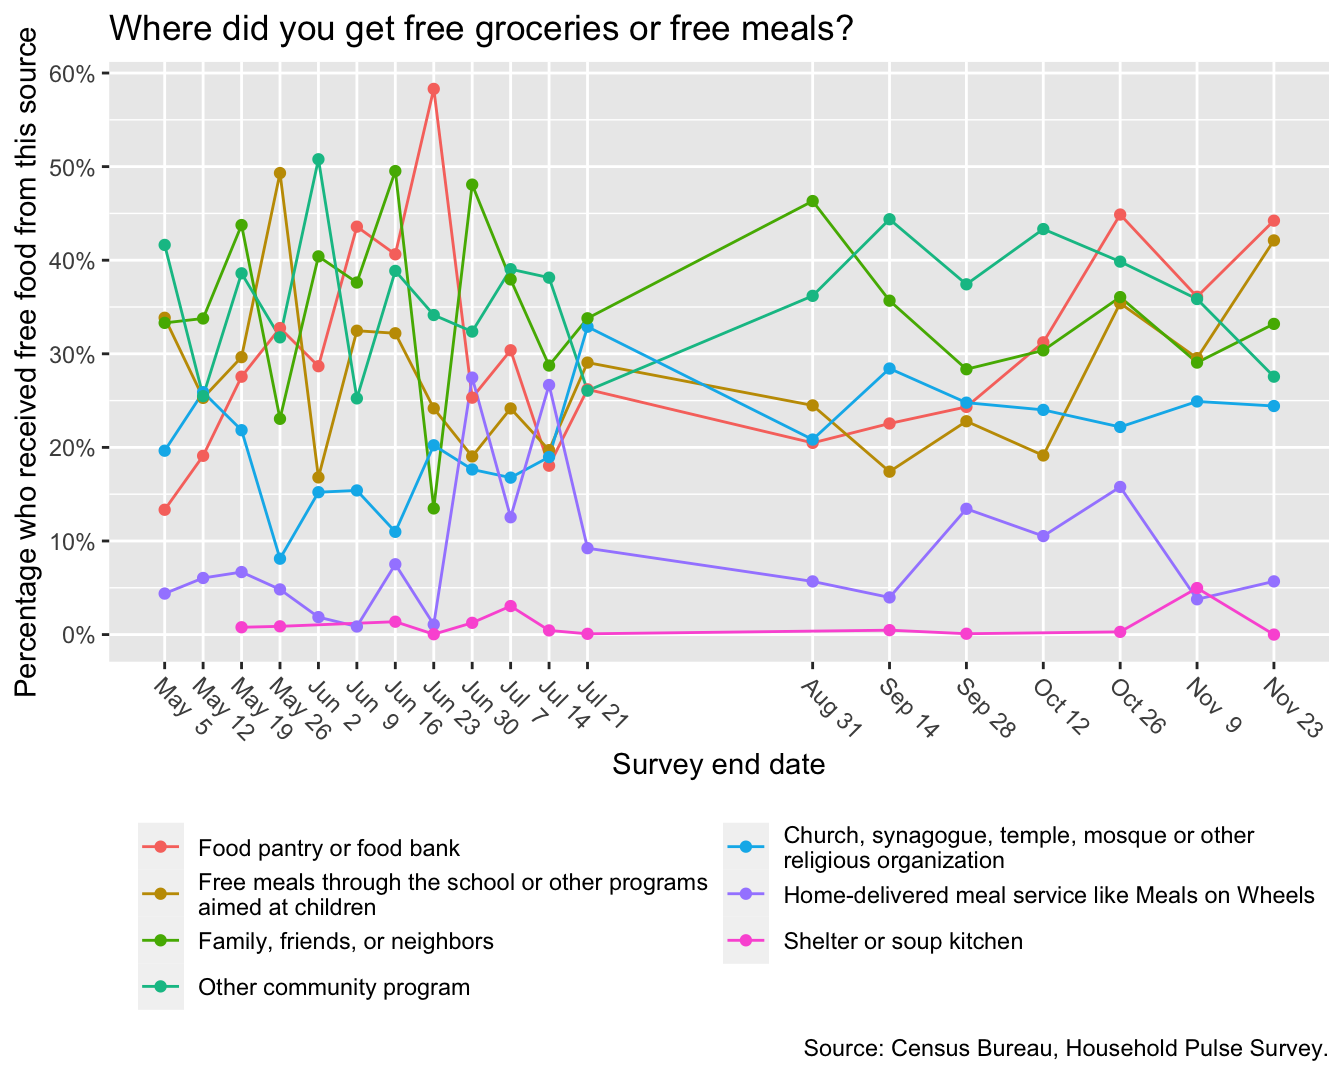 Where did you get free groceries or free meals?
Percentage who received free food from this source
60%
50%
40%
30%
20%
10%
0%
May 5
May 12
May 19
May 26
Jun 2
Jun 9
Jun 16
Jun 23
Jun 30
Jul 7
Jul 14
Jul 21
Aug 31
Sep 14
Sep 28
Oct 12
Oct 26
Nov 9
Nov 23
Survey end date
Food pantry or food bank
Free meals through the school or other programs
aimed at children
Family, friends, or neighbors
Other community program
Church, synagogue, temple, mosque or other
religious organization
Home-delivered meal service like Meals on Wheels
Shelter or soup kitchen
Source: Census Bureau, Household Pulse Survey.